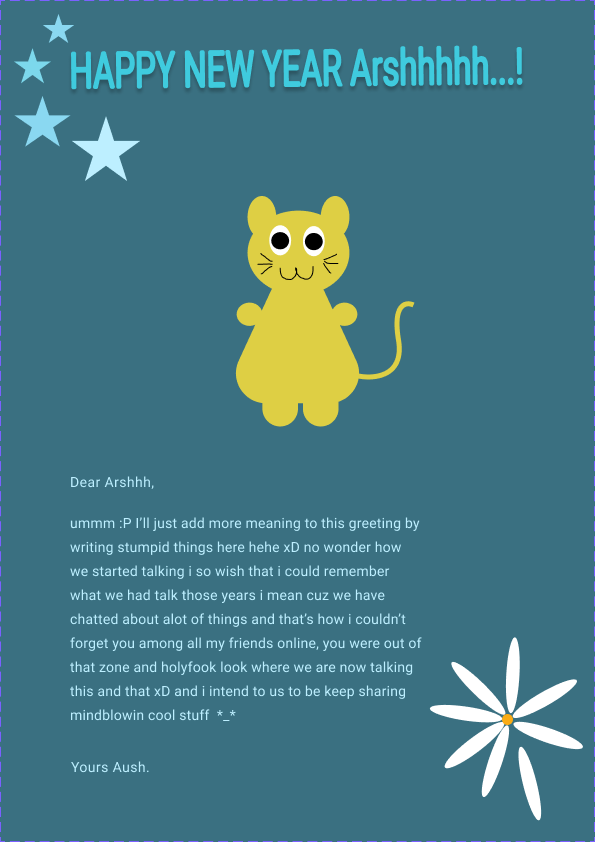 HAPPY NEW YEAR Arshhhhh...!
Dear Arshhh,
ummm :P I'll just add more meaning to this greeting by
writing stumpid things here hehe xD no wonder how
we started talking i so wish that i could remember
what we had talk those years i mean cuz we have
chatted about alot of things and that's how i couldn't
forget you among all my friends online, you were out of
that zone and holyfook look where we are now talking
this and that xD and i intend to us to be keep sharing
mindblowin cool stuff  *_*
Yours Aush.